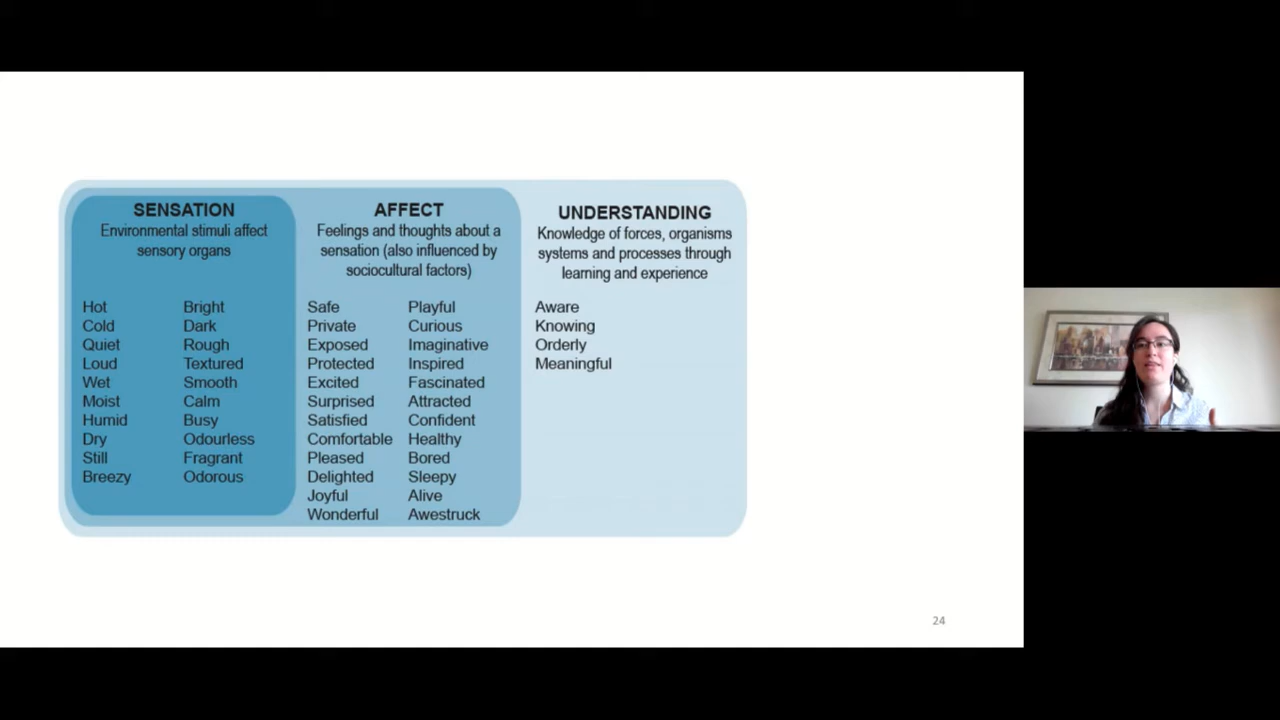 SENSATION
Environmental stimuli affect
sensory organs
Hot Bright
Cold Dark
Quiet Rough
Loud Textured
Wet Smooth
Moist Calm
Humid Busy
Dry Odourless
Still Fragrant
Breezy Odorous
AFFECT
Feelings and thoughts about a
sensation (also influenced by
sociocultural factors)
Safe Playful
Private Curious
Exposed Imaginative
Protected Inspired
Excited Fascinated
Surprised Attracted
Satisfied Confident
Comfortable Healthy
Pleased Bored
Delighted Sleepy
Joyful Alive
Wonderful Awestruck
UNDERSTANDING
Knowledge of forces, organisms
systems and processes through
learning and experience
Aware
Knowing
Orderly
Meaningful
24